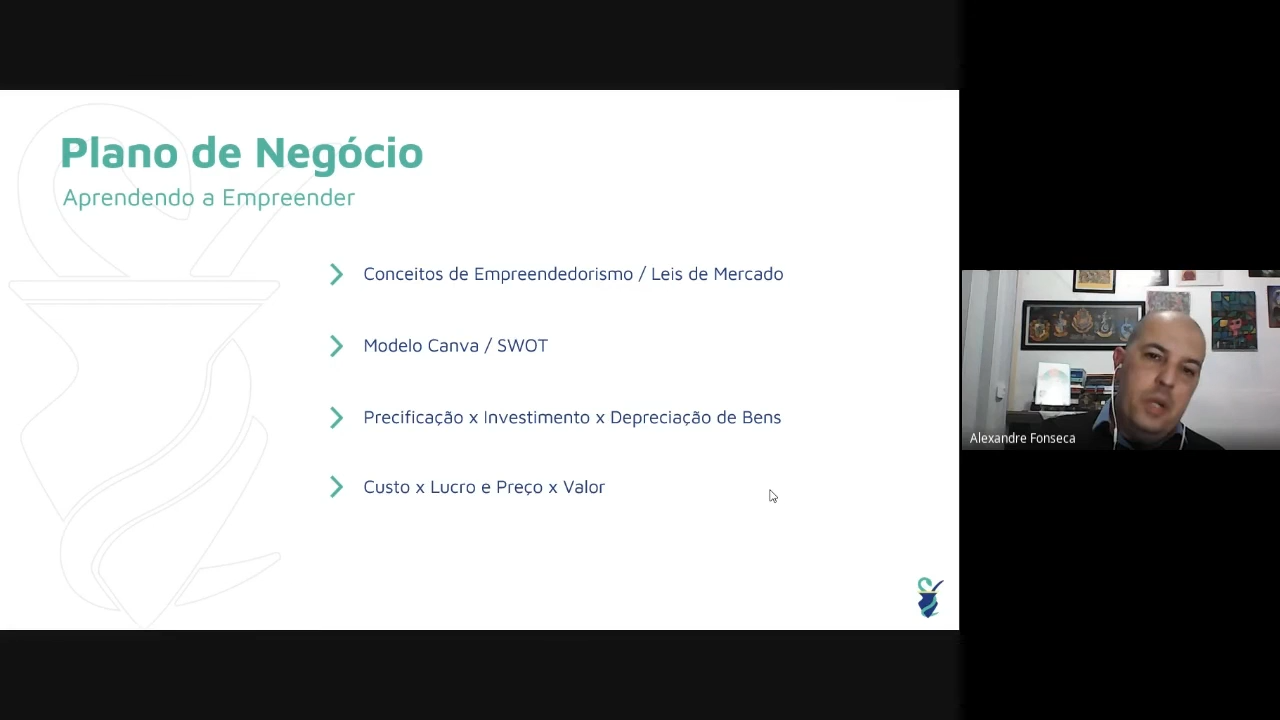 Plano de Negócio
Aprendendo a Empreender
Conceitos de Empreendedorismo / Leis de Mercado
Modelo Canva / SWOT
Precificação x Investimento x Depreciação de Bens
Custo x Lucro e Preço x Valor
Alexandre Fonseca